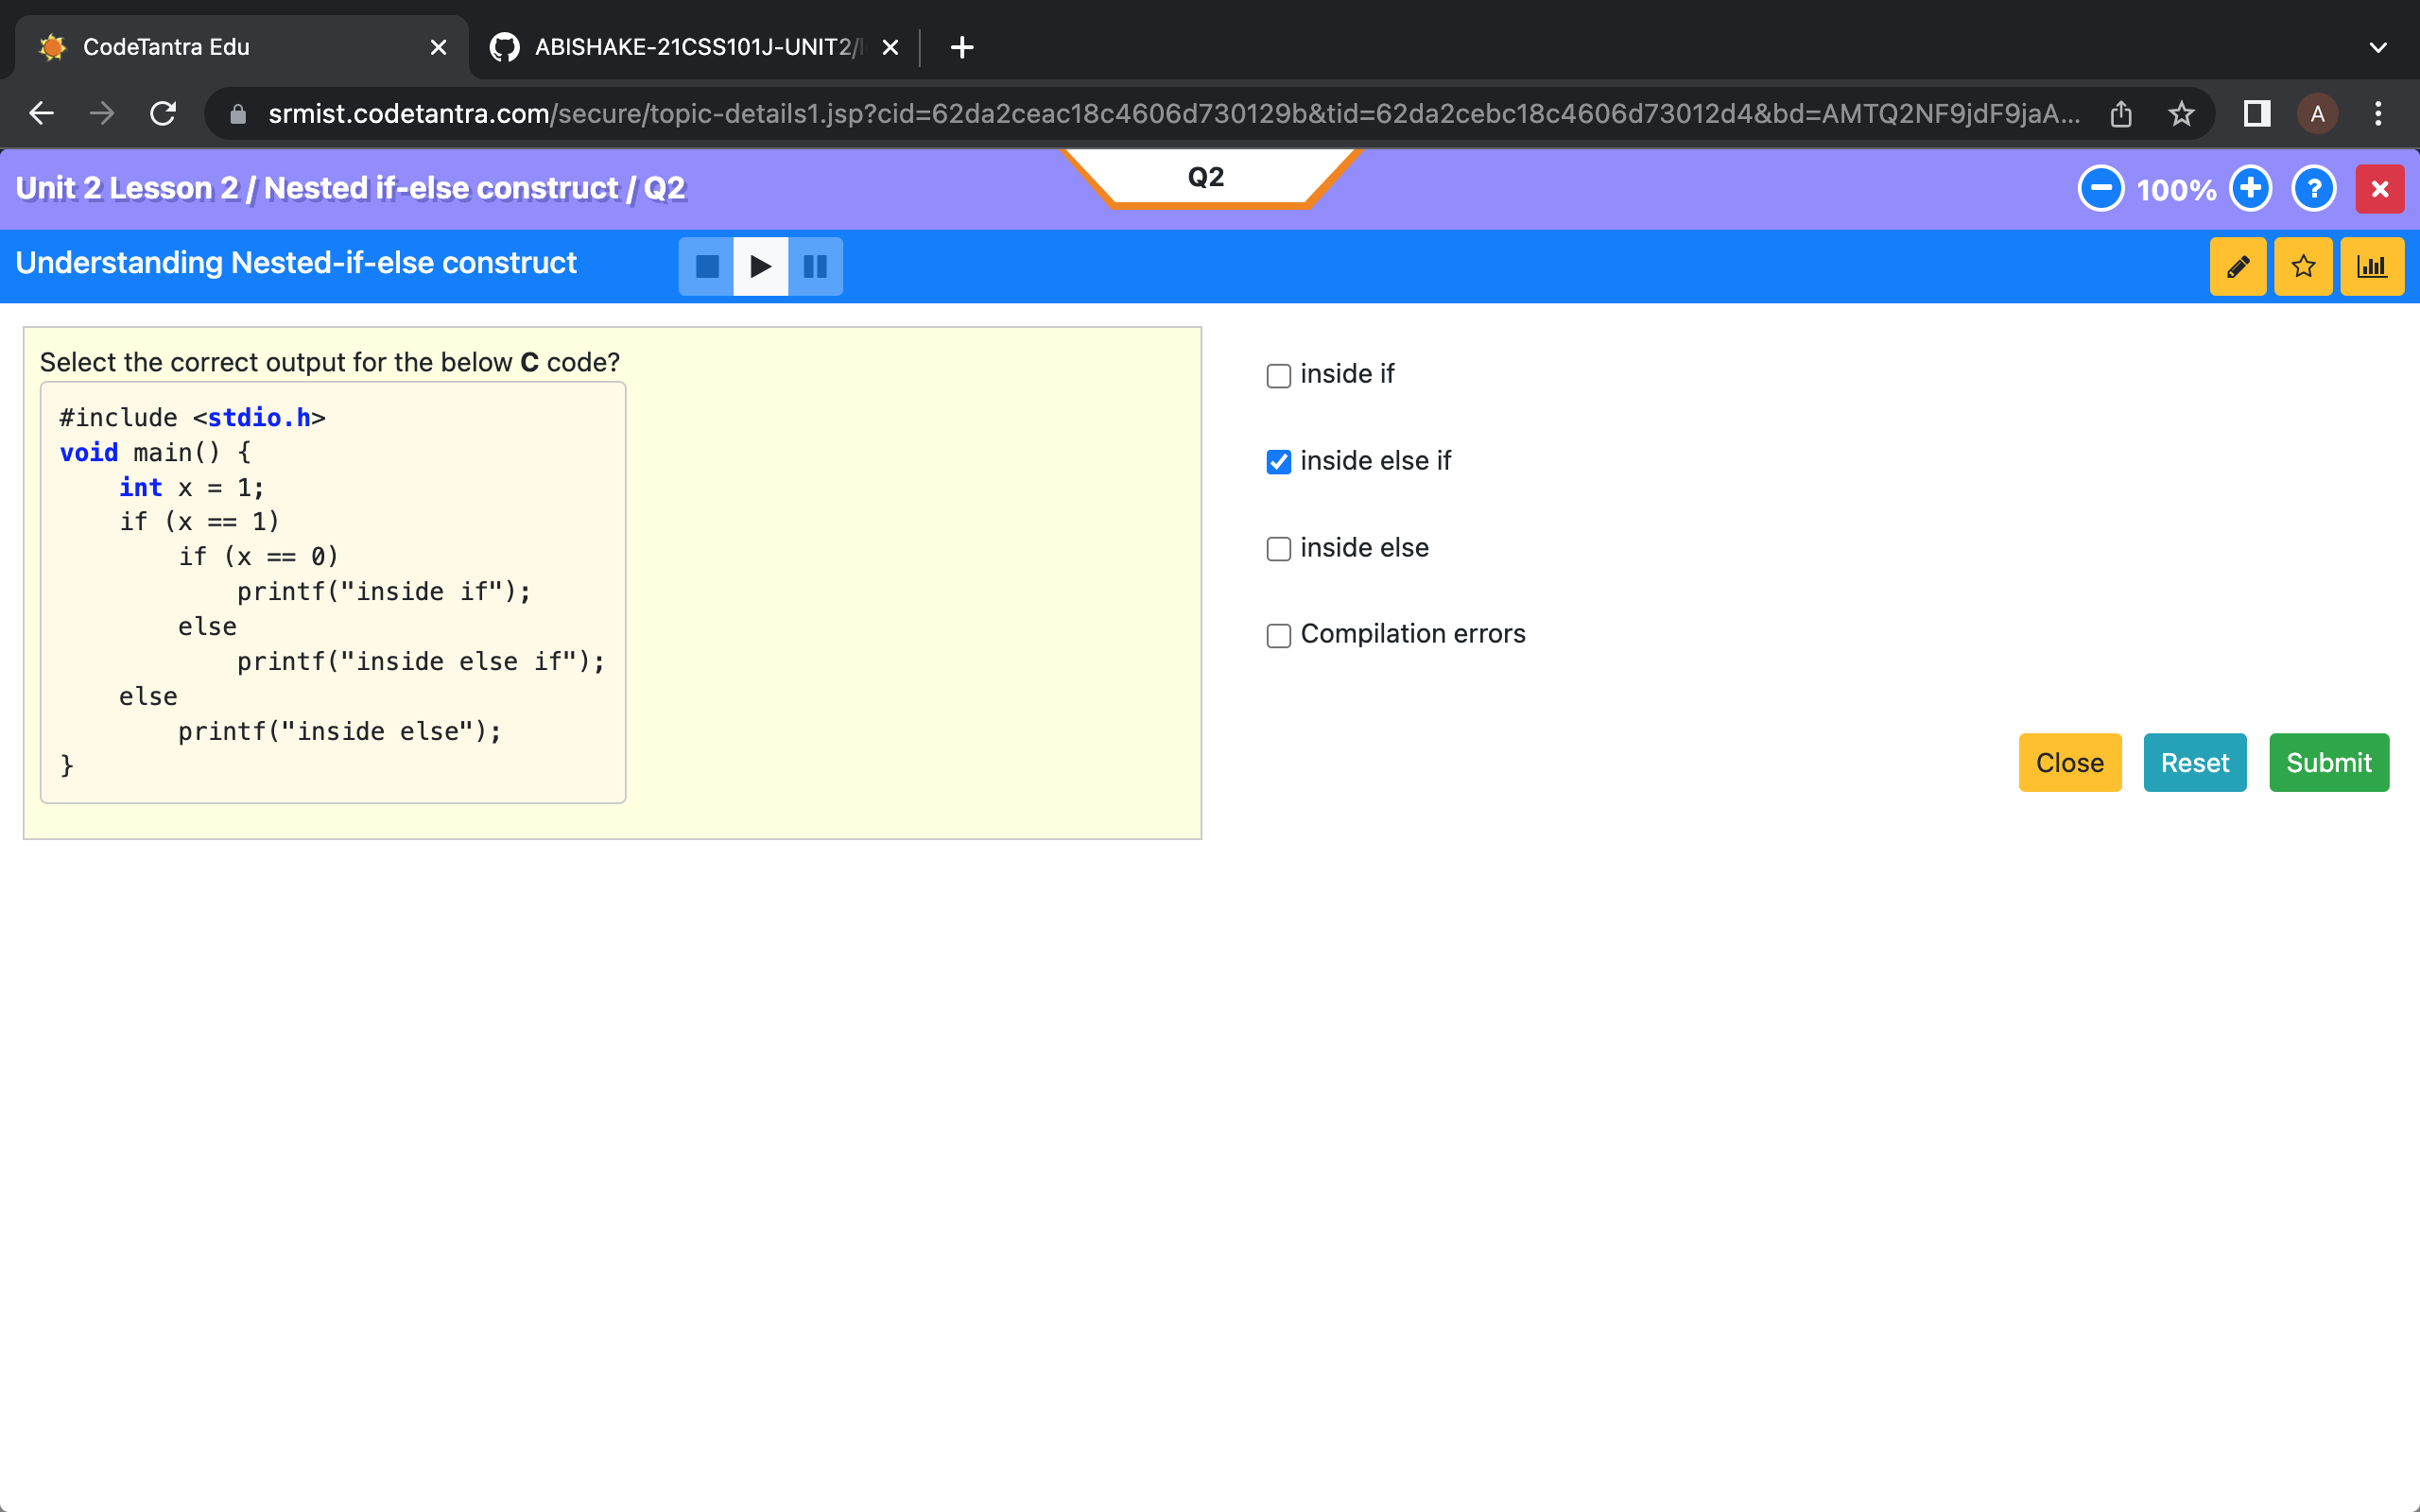 CodeTantra Edu
ABISHAKE-21CSS101J-UNIT2/
srmist.codetantra.com/secure/topic-details1.jsp?cid=62da2ceac18c4606d730129b&tid=62da2cebc18c4606d73012d4&bd=AMTQ2NF9jdF9jaA...
A
Unit 2 Lesson 2 / Nested if-else construct / Q2
Q2
100%
?
Understanding Nested-if-else construct
Select the correct output for the below C code?
#include <stdio.h>
void main() {
    int x = 1;
    if (x == 1)
        if (x == 0)
            printf("inside if");
        else
            printf("inside else if");
    else
        printf("inside else");
}
inside if
inside else if
inside else
Compilation errors
Close
Reset
Submit